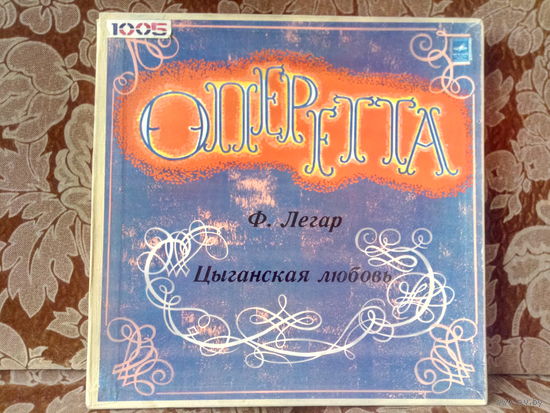 1005
ОПЕРЕТТА
Ф. Легар
Цыганская любовь